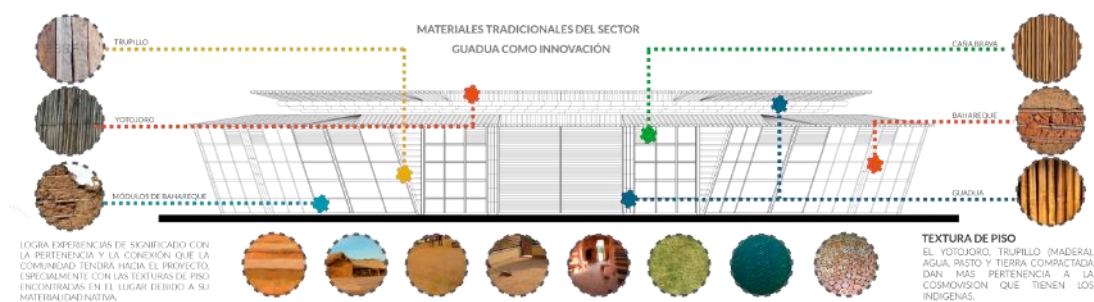 MATERIALES TRADICIONALES DEL SECTOR
GUADUA COMO INNOVACIÓN
TRUPILLO
CAÑA BRAVA
YOTOJORO
BAHAREQUE
MÓDULOS DE BAHAREQUE
GUADUA
LOGRA EXPERIENCIAS DE SIGNIFICADO CON
LA PERTENENCIA Y LA CONEXIÓN QUE LA
COMUNIDAD TENDRA HACIA EL PROYECTO,
ESPECIALMENTE CON LAS TEXTURAS DE PISO
ENCONTRADAS EN EL LUGAR DEBIDO A SU
MATERIALIDAD NATIVA.
TEXTURA DE PISO
EL YOTOJORO, TRUPILLO (MADERA),
AGUA, PASTO Y TIERRA COMPACTADA
DAN MAS PERTENENCIA A LA
COSMOVISION QUE TIENEN LOS
INDIGENAS.